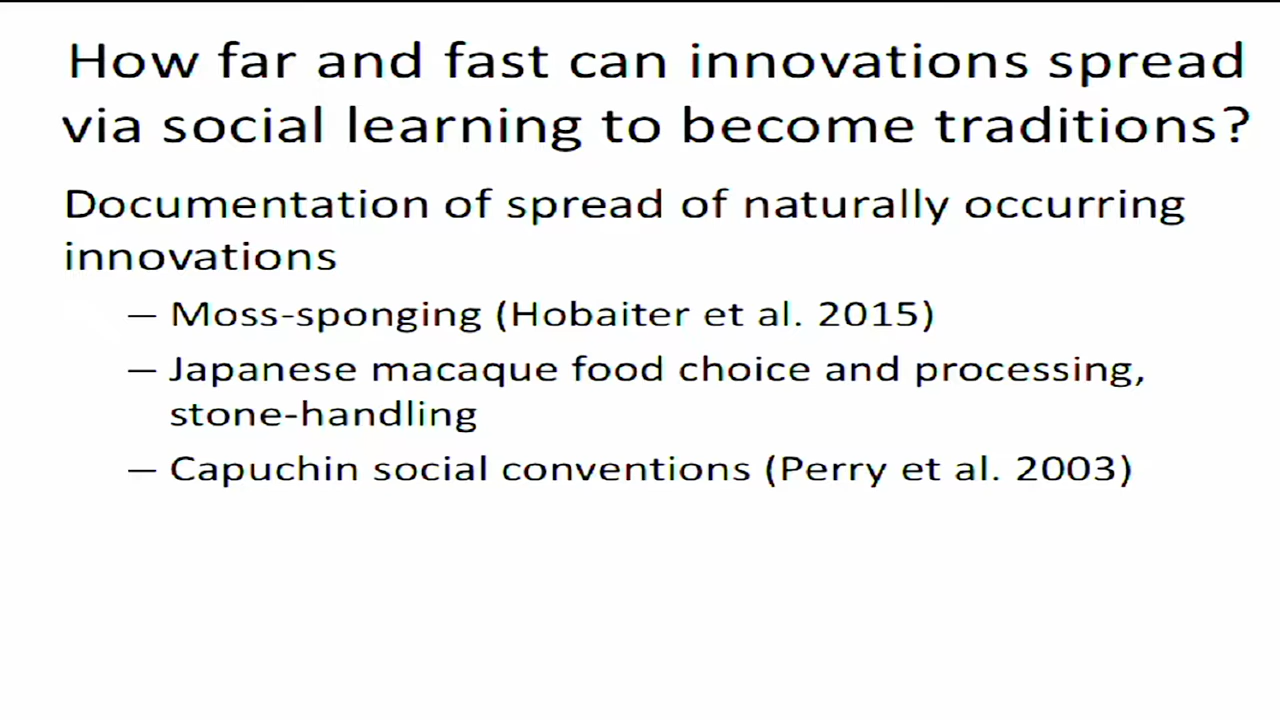 How far and fast can innovations spread
via social learning to become traditions?
Documentation of spread of naturally occurring
innovations
– Moss-sponging (Hobaiter et al. 2015)
– Japanese macaque food choice and processing,
stone-handling
– Capuchin social conventions (Perry et al. 2003)